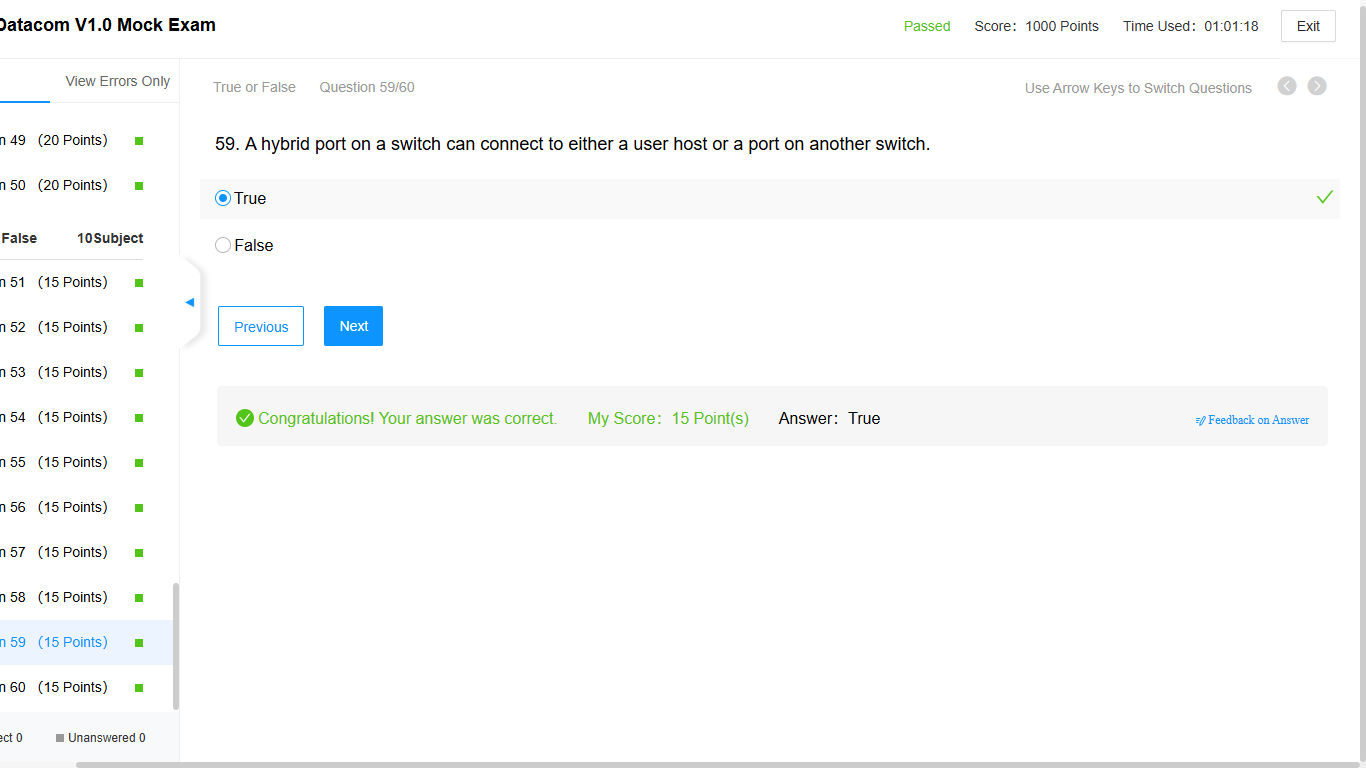 Datacom V1.0 Mock Exam
Passed Score: 1000 Points Time Used: 01:01:18 Exit
View Errors Only
True or False Question 59/60 Use Arrow Keys to Switch Questions
59. A hybrid port on a switch can connect to either a user host or a port on another switch.
True
False
Previous Next
Congratulations! Your answer was correct. My Score: 15 Point(s) Answer: True Feedback on Answer
n 49 (20 Points)
n 50 (20 Points)
False 10Subject
n 51 (15 Points)
n 52 (15 Points)
n 53 (15 Points)
n 54 (15 Points)
n 55 (15 Points)
n 56 (15 Points)
n 57 (15 Points)
n 58 (15 Points)
n 59 (15 Points)
n 60 (15 Points)
ect 0 Unanswered 0